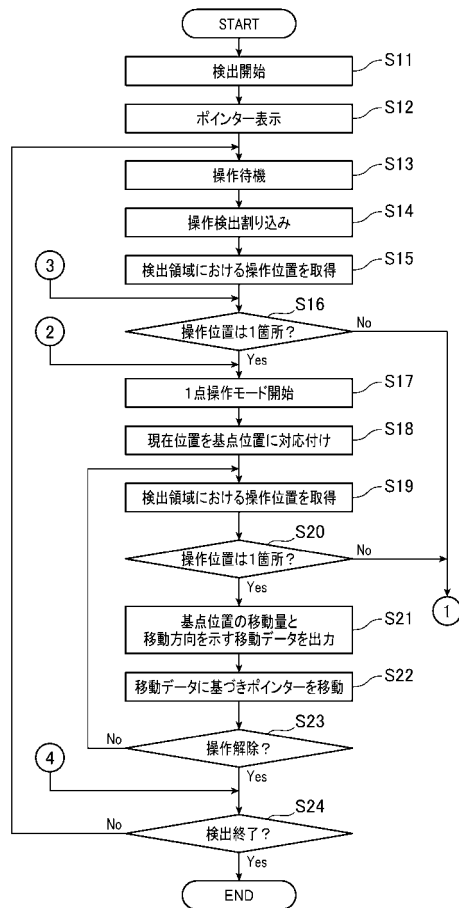 START
検出開始
S11
ポインター表示
S12
操作待機
S13
操作検出割り込み
S14
検出領域における操作位置を取得
S15
3
操作位置は1箇所?
S16
No
Yes
2
1点操作モード開始
S17
現在位置を基点位置に対応付け
S18
検出領域における操作位置を取得
S19
操作位置は1箇所?
S20
No
Yes
1
基点位置の移動量と
移動方向を示す移動データを出力
S21
移動データに基づきポインターを移動
S22
操作解除?
S23
No
Yes
4
検出終了?
S24
No
Yes
END